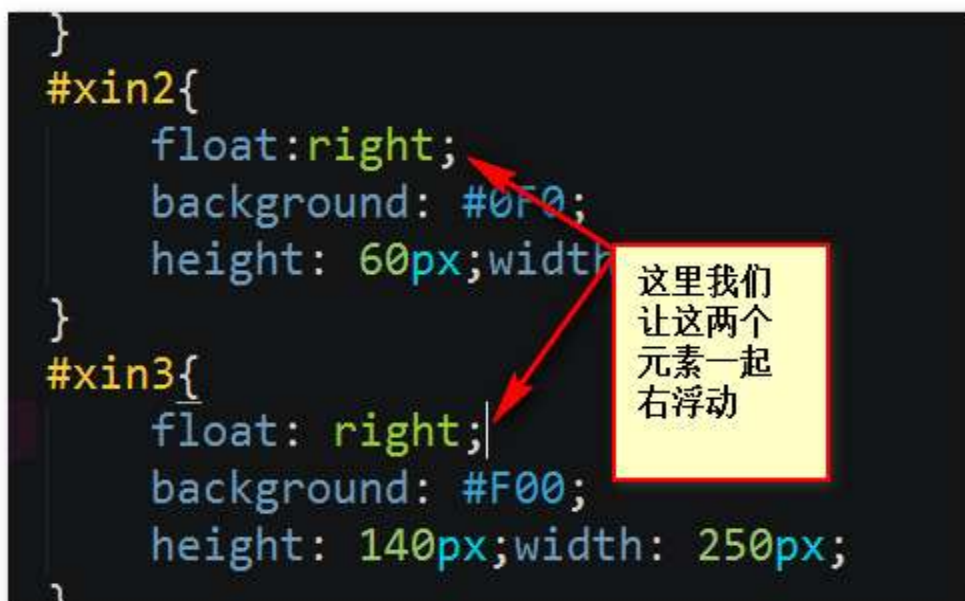 }
#xin2{
float:right;
background: #0F0;
height: 60px;width
}
#xin3{
float: right;
background: #F00;
height: 140px;width: 250px;
}
这里我们
让这两个
元素一起
右浮动